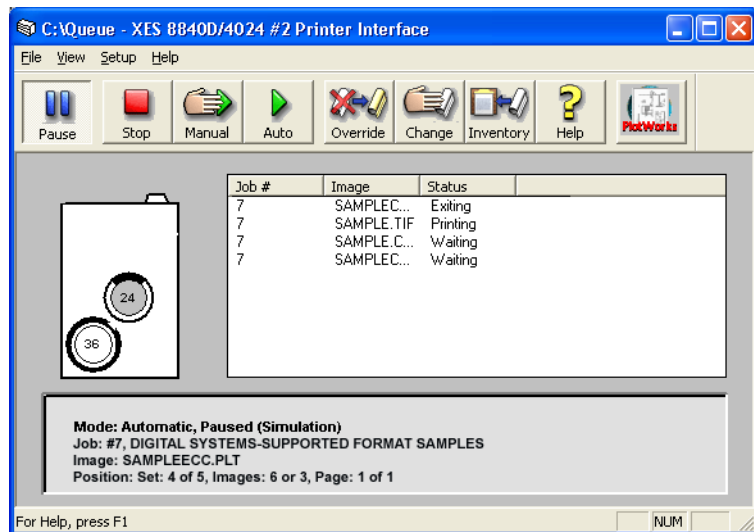 C:\Queue - XES 8840D/4024 #2 Printer Interface
File View Setup Help
Pause Stop Manual Auto Override Change Inventory Help PlotWorks
Job # Image Status
7 SAMPLEC... Exiting
7 SAMPLE.TIF Printing
7 SAMPLE.C... Waiting
7 SAMPLEC... Waiting
24
36
Mode: Automatic, Paused (Simulation)
Job: #7, DIGITAL SYSTEMS-SUPPORTED FORMAT SAMPLES
Image: SAMPLEECC.PLT
Position: Set: 4 of 5, Images: 6 or 3, Page: 1 of 1
For Help, press F1 NUM